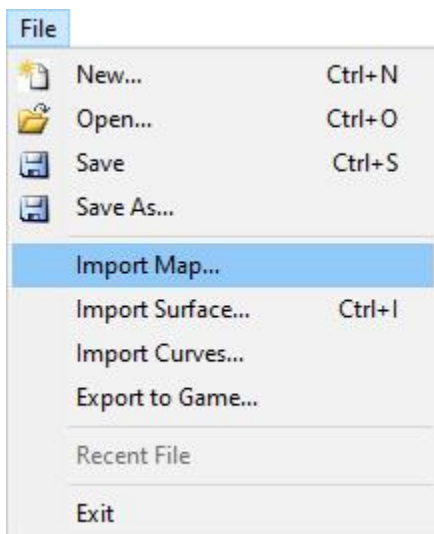 File
New... Ctrl+N
Open... Ctrl+O
Save Ctrl+S
Save As...
Import Map...
Import Surface... Ctrl+I
Import Curves...
Export to Game...
Recent File
Exit